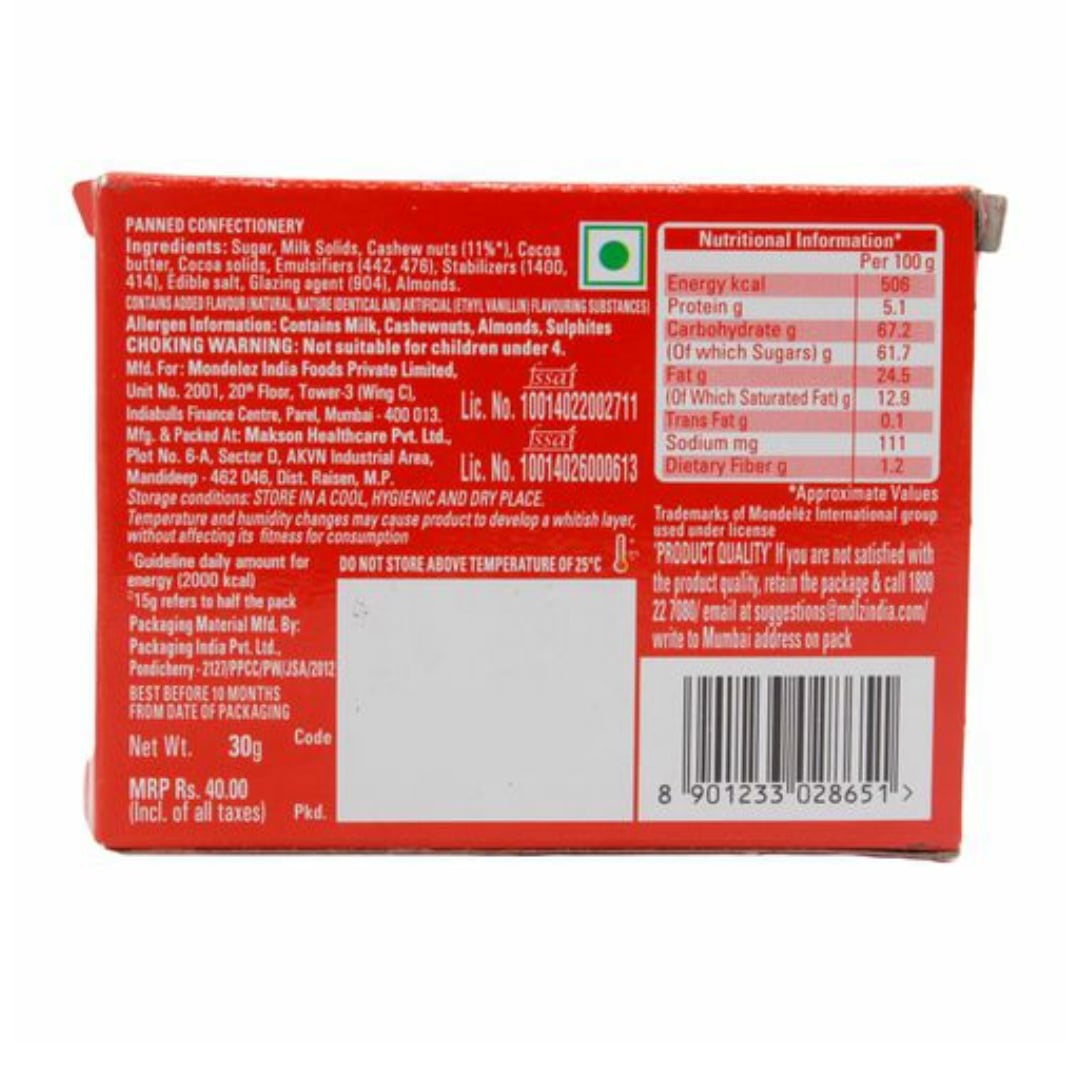 PANNED CONFECTIONERY
Ingredients: Sugar, Milk Solids, Cashew nuts (11%*), Cocoa
butter, Cocoa solids, Emulsifiers (442, 476), Stabilizers (1400,
414), Edible salt, Glazing agent (904), Almonds.
CONTAINS ADDED FLAVOUR (NATURAL, NATURE IDENTICAL AND ARTIFICIAL (ETHYL VANILLIN) FLAVOURING SUBSTANCES)
Allergen Information: Contains Milk, Cashewnuts, Almonds, Sulphites
CHOKING WARNING: Not suitable for children under 4.
Mfd. For: Mondelez India Foods Private Limited,
Unit No. 2001, 20th Floor, Tower-3 (Wing C),
Indiabulls Finance Centre, Parel, Mumbai - 400 013.
fssai
Lic. No. 10014022002711
Mfg. & Packed At: Makson Healthcare Pvt. Ltd.,
Plot No. 6-A, Sector D, AKVN Industrial Area,
Mandideep - 462 046, Dist. Raisen, M.P.
fssai
Lic. No. 10014026000613
Storage conditions: STORE IN A COOL, HYGIENIC AND DRY PLACE.
Temperature and humidity changes may cause product to develop a whitish layer,
without affecting its fitness for consumption
^Guideline daily amount for
energy (2000 kcal)
15g refers to half the pack
Packaging Material Mfd. By:
Packaging India Pvt. Ltd.,
Pondicherry - 2127/PPCC/PW/JSA/2012
BEST BEFORE 10 MONTHS
FROM DATE OF PACKAGING
Net Wt. 30g
MRP Rs. 40.00
(Incl. of all taxes)
DO NOT STORE ABOVE TEMPERATURE OF 25°C
Code
Pkd.
Nutritional Information*
Per 100 g
Energy kcal 506
Protein g 5.1
Carbohydrate g 67.2
(Of which Sugars) g 61.7
Fat g 24.5
(Of Which Saturated Fat) g 12.9
Trans Fat g 0.1
Sodium mg 111
Dietary Fiber g 1.2
*Approximate Values
Trademarks of Mondelēz International group
used under license
'PRODUCT QUALITY' If you are not satisfied with
the product quality, retain the package & call 1800
22 7080/ email at suggestions@mdlzindia.com/
write to Mumbai address on pack
8 901233 028651 >